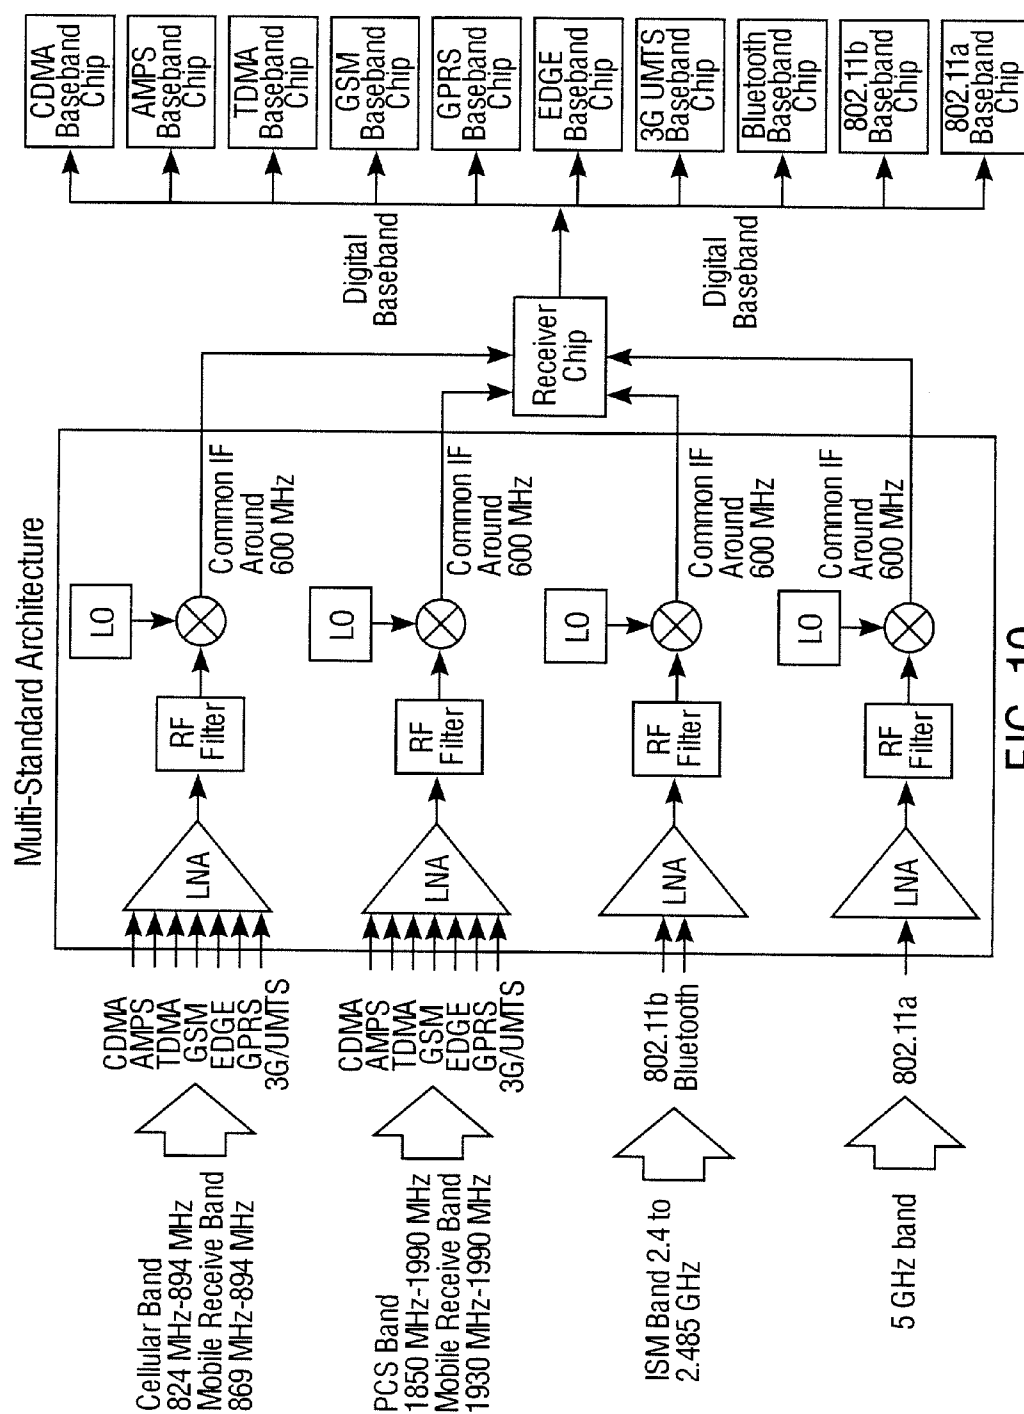 Multi-Standard Architecture
Cellular Band
824 MHz-894 MHz
Mobile Receive Band
869 MHz-894 MHz
CDMA
AMPS
TDMA
GSM
EDGE
GPRS
3G/UMTS
LNA
RF
Filter
LO
Common IF
Around
600 MHz
PCS Band
1850 MHz-1990 MHz
Mobile Receive Band
1930 MHz-1990 MHz
CDMA
AMPS
TDMA
GSM
EDGE
GPRS
3G/UMTS
LNA
RF
Filter
LO
Common IF
Around
600 MHz
ISM Band 2.4 to
2.485 GHz
802.11b
Bluetooth
LNA
RF
Filter
LO
Common IF
Around
600 MHz
5 GHz band
802.11a
LNA
RF
Filter
LO
Common IF
Around
600 MHz
Receiver
Chip
Digital
Baseband
Digital
Baseband
CDMA
Baseband
Chip
AMPS
Baseband
Chip
TDMA
Baseband
Chip
GSM
Baseband
Chip
GPRS
Baseband
Chip
EDGE
Baseband
Chip
3G UMTS
Baseband
Chip
Bluetooth
Baseband
Chip
802.11b
Baseband
Chip
802.11a
Baseband
Chip
FIG.